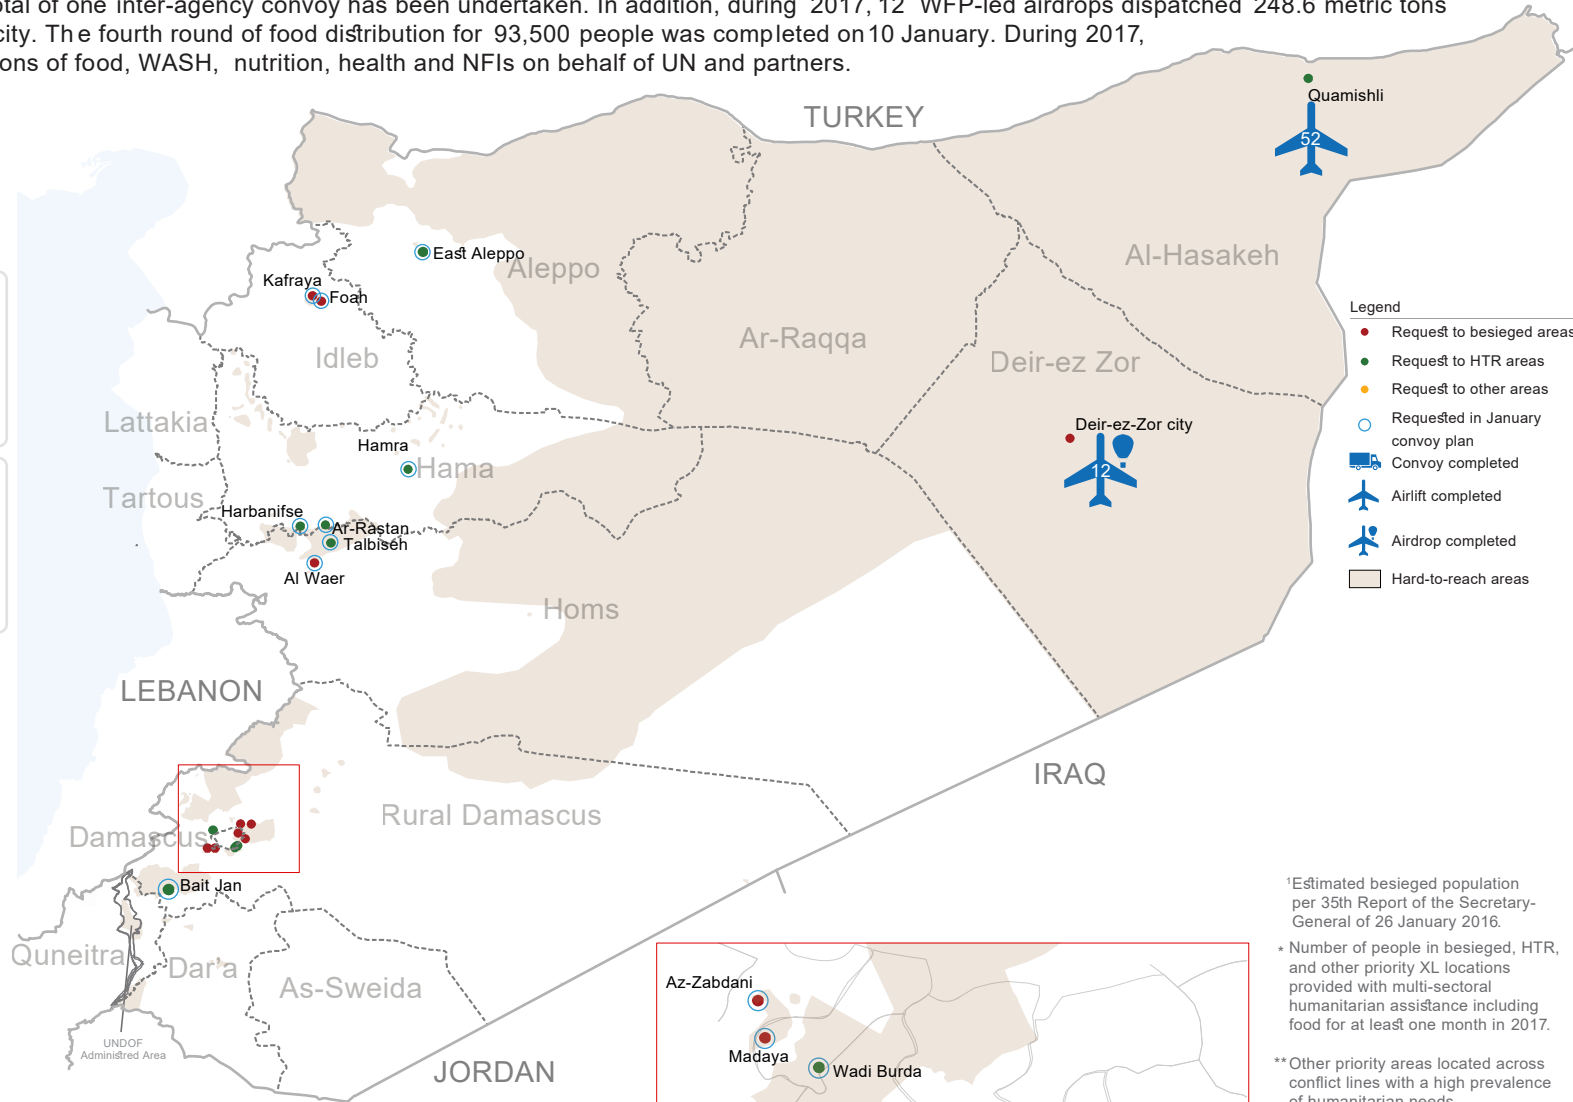 otal of one inter-agency convoy has been undertaken. In addition, during 2017, 12 WFP-led airdrops dispatched 248.6 metric tons
city. The fourth round of food distribution for 93,500 people was completed on 10 January. During 2017,
ons of food, WASH, nutrition, health and NFIs on behalf of UN and partners.
TURKEY
Quamishli
52
East Aleppo
Aleppo
Al-Hasakeh
Kafraya
Foah
Idleb
Ar-Raqqa
Deir-ez Zor
Legend
Request to besieged areas
Request to HTR areas
Request to other areas
Requested in January
convoy plan
Convoy completed
Airlift completed
Airdrop completed
Hard-to-reach areas
Lattakia
Deir-ez-Zor city
12
Hamra
Hama
Tartous
Harbanifse
Ar-Rastan
Talbiseh
Al Waer
Homs
LEBANON
IRAQ
Rural Damascus
Damascus
Bait Jan
Quneitra
Dar'a
As-Sweida
UNDOF
Administred Area
JORDAN
Az-Zabdani
Madaya
Wadi Burda
1Estimated besieged population
per 35th Report of the Secretary-
General of 26 January 2016.
* Number of people in besieged, HTR,
and other priority XL locations
provided with multi-sectoral
humanitarian assistance including
food for at least one month in 2017.
** Other priority areas located across
conflict lines with a high prevalence
of humanitarian needs